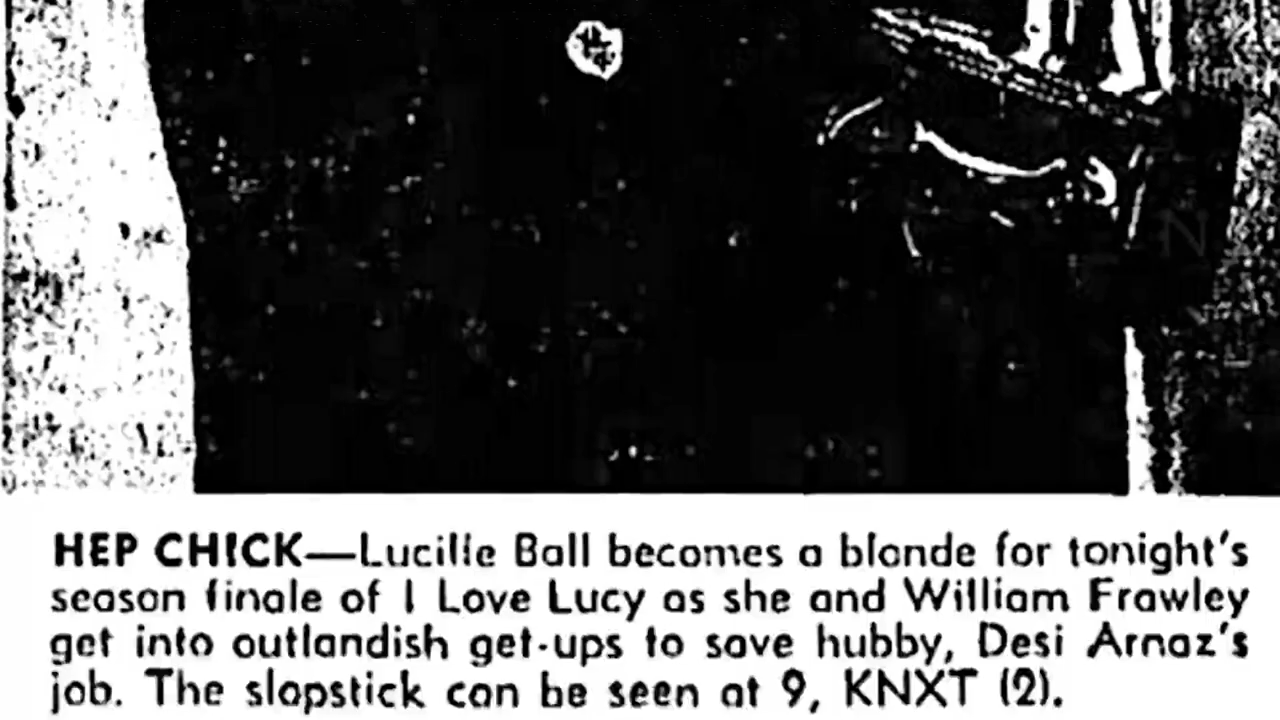 HEP CHICK—Lucille Ball becomes a blonde for tonight's
season finale of I Love Lucy as she and William Frawley
get into outlandish get-ups to save hubby, Desi Arnaz's
job. The slapstick can be seen at 9, KNXT (2).